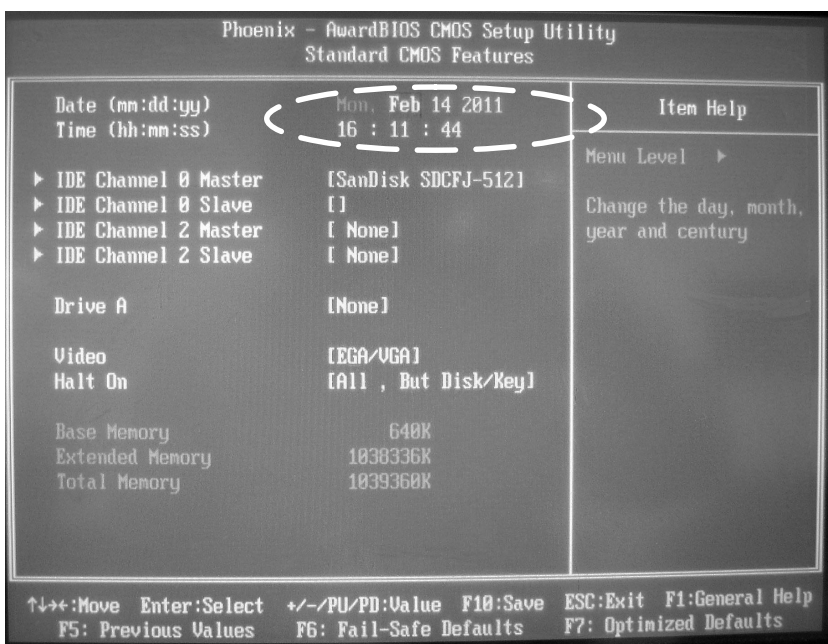 Phoenix - AwardBIOS CMOS Setup Utility
Standard CMOS Features
Date (mm:dd:yy) Mon, Feb 14 2011
Time (hh:mm:ss) 16 : 11 : 44
Item Help
Menu Level ▶
Change the day, month,
year and century
▶ IDE Channel 0 Master [SanDisk SDCFJ-512]
▶ IDE Channel 0 Slave []
▶ IDE Channel 2 Master [ None]
▶ IDE Channel 2 Slave [ None]
Drive A [None]
Video [EGA/VGA]
Halt On [All , But Disk/Key]
Base Memory 640K
Extended Memory 1038336K
Total Memory 1039360K
↑↓→←:Move Enter:Select +/-/PU/PD:Value F10:Save ESC:Exit F1:General Help
F5: Previous Values F6: Fail-Safe Defaults F7: Optimized Defaults